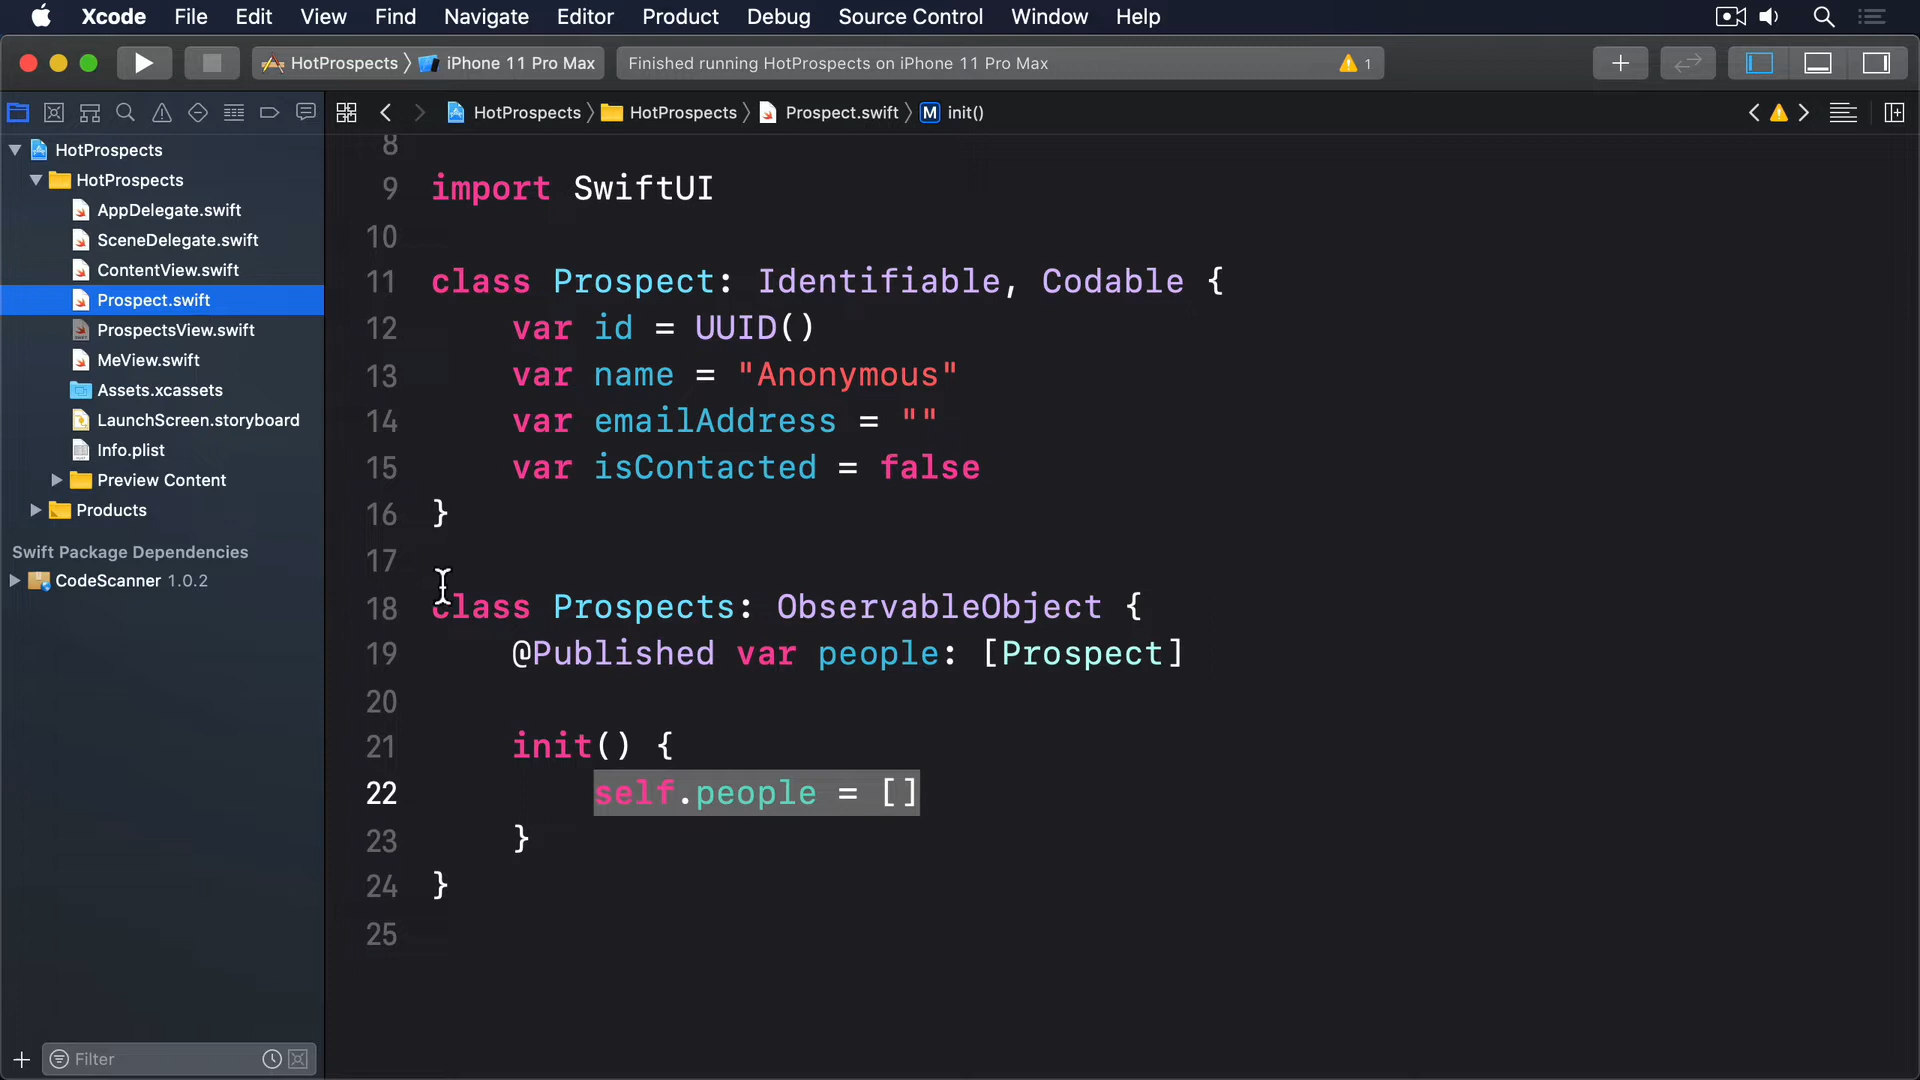 Xcode File Edit View Find Navigate Editor Product Debug Source Control Window Help
HotProspects iPhone 11 Pro Max Finished running HotProspects on iPhone 11 Pro Max 1
HotProspects HotProspects Prospect.swift M init()
HotProspects
HotProspects
AppDelegate.swift
SceneDelegate.swift
ContentView.swift
Prospect.swift
ProspectsView.swift
MeView.swift
Assets.xcassets
LaunchScreen.storyboard
Info.plist
Preview Content
Products
Swift Package Dependencies
CodeScanner 1.0.2
Filter
8
9 import SwiftUI
10
11 class Prospect: Identifiable, Codable {
12 var id = UUID()
13 var name = "Anonymous"
14 var emailAddress = ""
15 var isContacted = false
16 }
17
18 class Prospects: ObservableObject {
19 @Published var people: [Prospect]
20
21 init() {
22 self.people = []
23 }
24 }
25